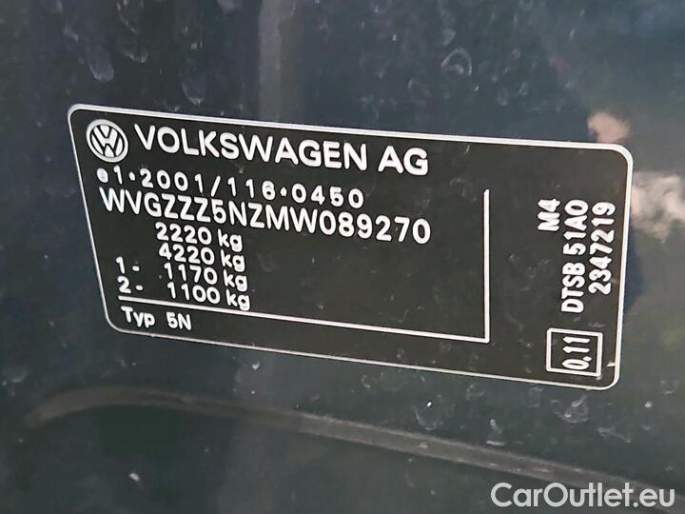 VOLKSWAGEN AG
e1*2001/116*0450
WVGZZZ5NZMW089270
2220 kg
4220 kg
1- 1170 kg
2- 1100 kg
Typ 5N
M4
DTSB 51A0
2347219
0.11
CarOutlet.eu